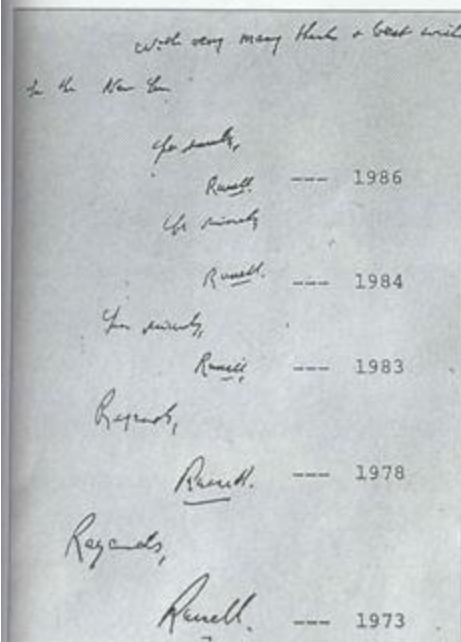 With very many thanks & best wishes
for the New Year
Yours sincerely,
Russell. --- 1986
Yours sincerely
Russell. --- 1984
Yours sincerely,
Russell, --- 1983
Regards,
Russell. --- 1978
Regards,
Russell. --- 1973